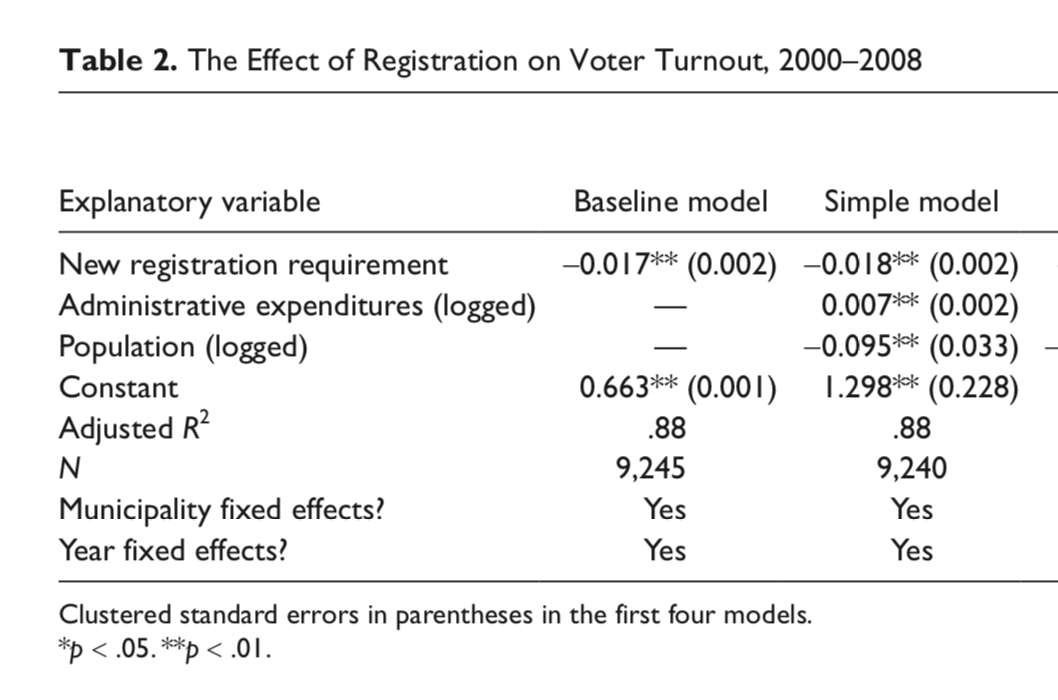 Table 2. The Effect of Registration on Voter Turnout, 2000–2008
Explanatory variable Baseline model Simple model
New registration requirement –0.017** (0.002) –0.018** (0.002)
Administrative expenditures (logged) — 0.007** (0.002)
Population (logged) — –0.095** (0.033) –
Constant 0.663** (0.001) 1.298** (0.228)
Adjusted R² .88 .88
N 9,245 9,240
Municipality fixed effects? Yes Yes
Year fixed effects? Yes Yes
Clustered standard errors in parentheses in the first four models.
*p < .05. **p < .01.